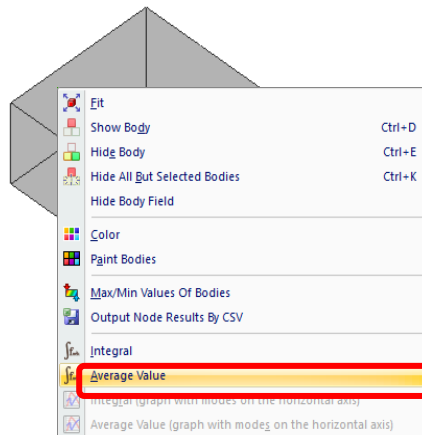 Fit
Show Body Ctrl+D
Hide Body Ctrl+E
Hide All But Selected Bodies Ctrl+K
Hide Body Field
Color
Paint Bodies
Max/Min Values Of Bodies
Output Node Results By CSV
Integral
Average Value
Integral (graph with modes on the horizontal axis)
Average Value (graph with modes on the horizontal axis)